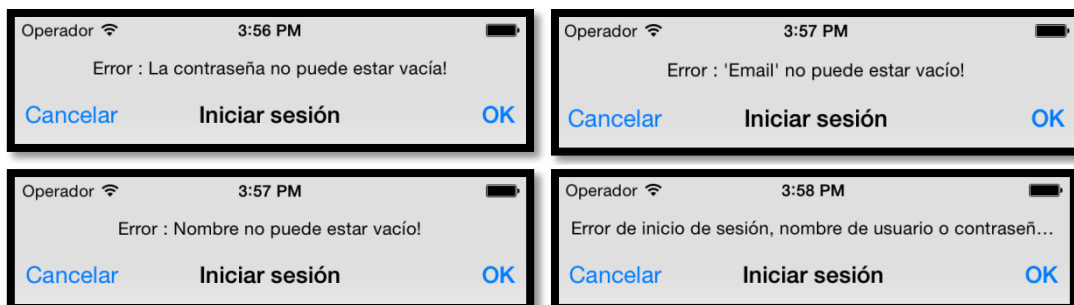 Operador 3:56 PM
Error : La contraseña no puede estar vacía!
Cancelar Iniciar sesión OK
Operador 3:57 PM
Error : 'Email' no puede estar vacío!
Cancelar Iniciar sesión OK
Operador 3:57 PM
Error : Nombre no puede estar vacío!
Cancelar Iniciar sesión OK
Operador 3:58 PM
Error de inicio de sesión, nombre de usuario o contraseñ…
Cancelar Iniciar sesión OK